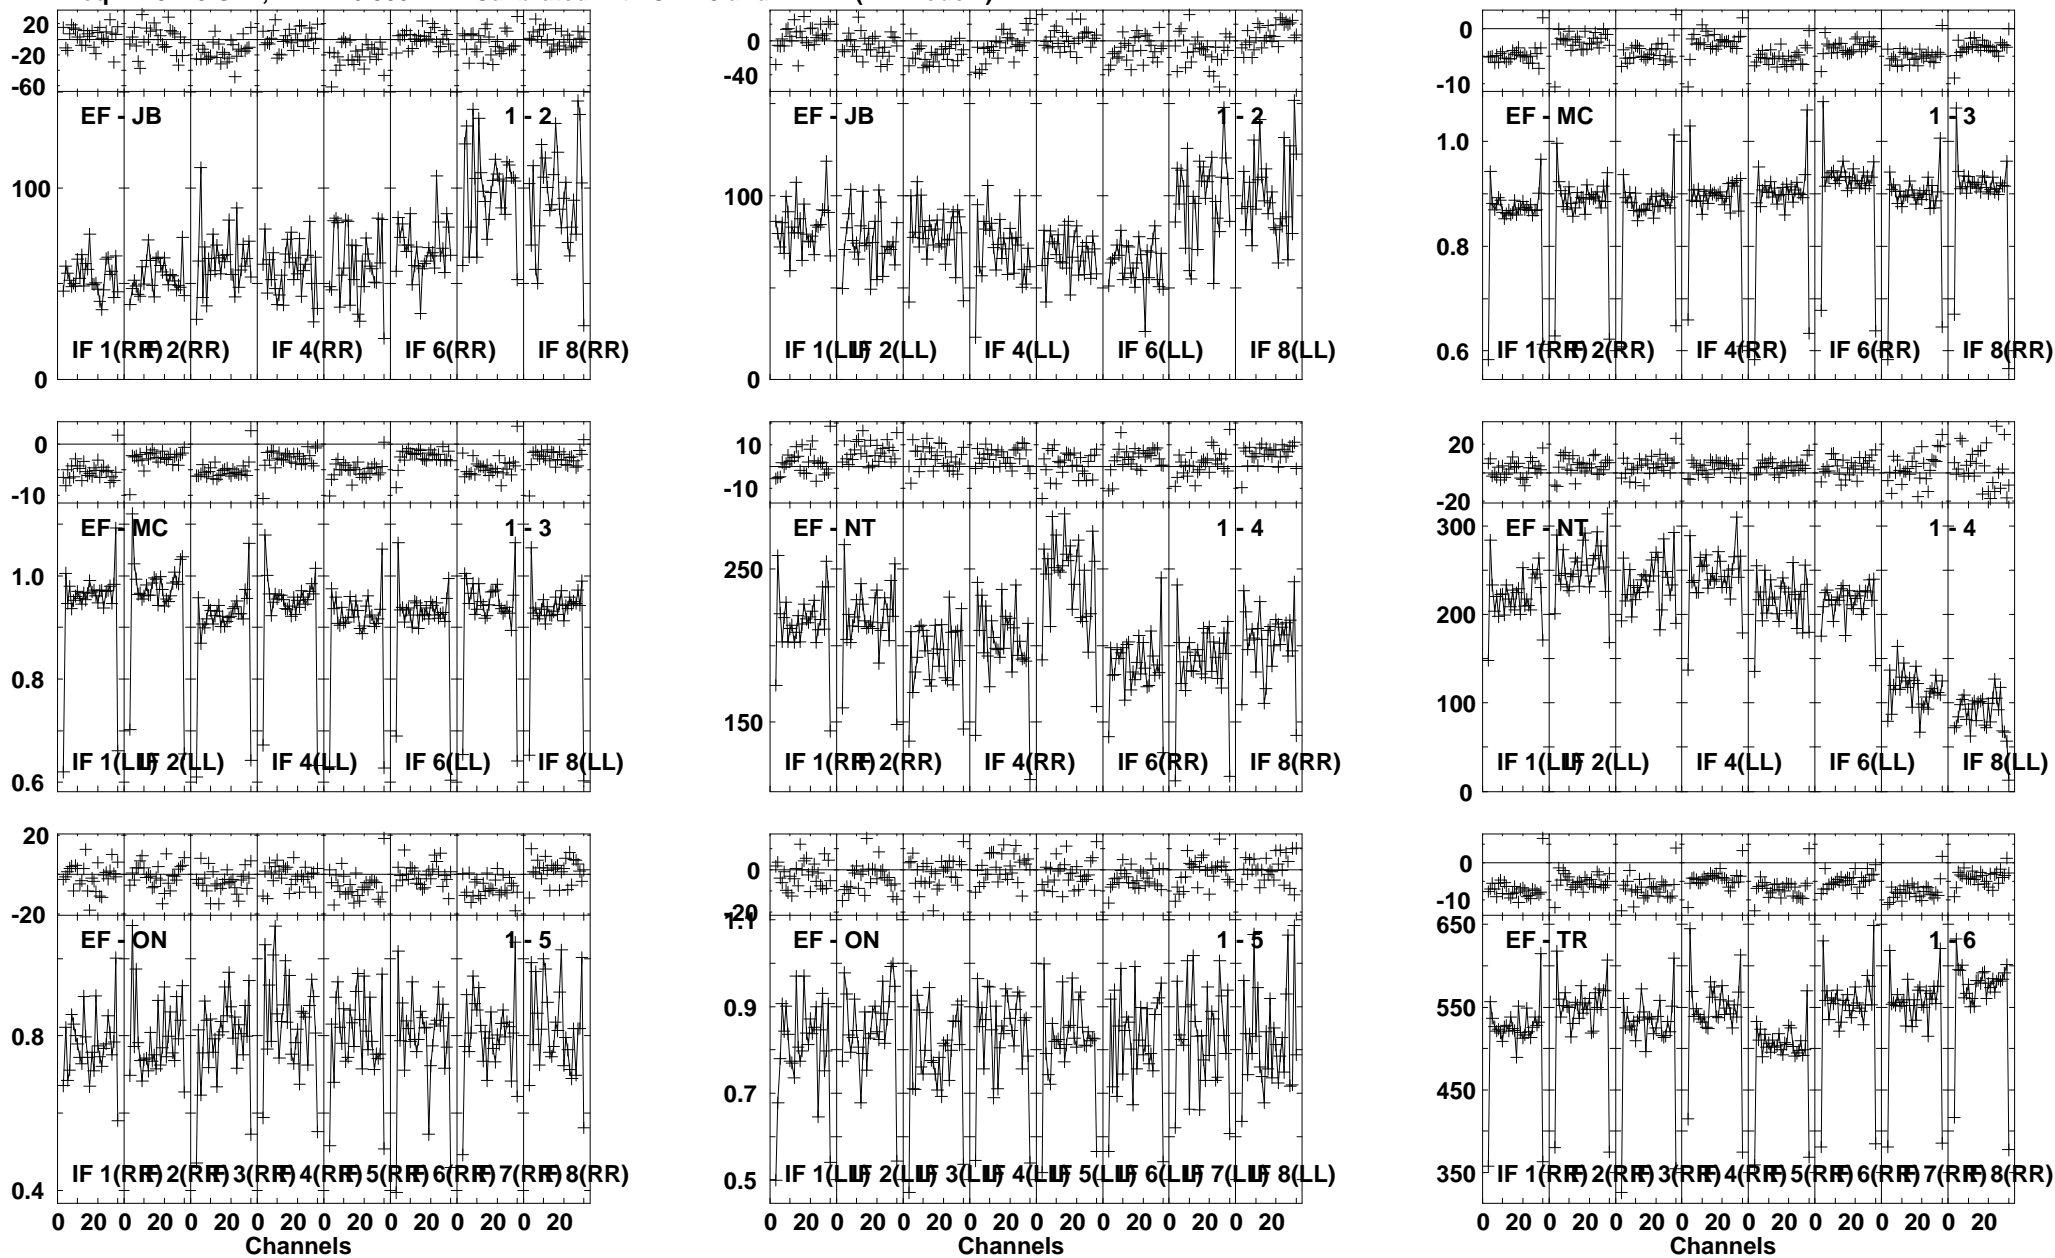 20
0
-20
-60
EF - JB 1 - 2
100
IF 1(RR) IF 2(RR) IF 4(RR) IF 6(RR) IF 8(RR)
0
0
-40
EF - JB 1 - 2
100
IF 1(LL) IF 2(LL) IF 4(LL) IF 6(LL) IF 8(LL)
0
0
-10
EF - MC 1 - 3
1.0
0.8
0.6
IF 1(RR) IF 2(RR) IF 4(RR) IF 6(RR) IF 8(RR)
0
-10
EF - MC 1 - 3
1.0
0.8
IF 1(LL) IF 2(LL) IF 4(LL) IF 6(LL) IF 8(LL)
0.6
10
-10
EF - NT 1 - 4
250
150
IF 1(RR) IF 2(RR) IF 4(RR) IF 6(RR) IF 8(RR)
20
0
-20
300
EF - NT 1 - 4
200
100
IF 1(LL) IF 2(LL) IF 4(LL) IF 6(LL) IF 8(LL)
0
20
0
-20
EF - ON 1 - 5
0.8
IF 1(RR) IF 2(RR) IF 3(RR) IF 4(RR) IF 5(RR) IF 6(RR) IF 7(RR) IF 8(RR)
0.4
0 20 0 20 0 20 0 20 0 20 0 20 0 20 0 20
Channels
0
-20
1.1
EF - ON 1 - 5
0.9
0.7
IF 1(LL) IF 2(LL) IF 3(LL) IF 4(LL) IF 5(LL) IF 6(LL) IF 7(LL) IF 8(LL)
0.5
0 20 0 20 0 20 0 20 0 20 0 20 0 20 0 20
Channels
0
-10
650
EF - TR 1 - 6
550
450
IF 1(RR) IF 2(RR) IF 3(RR) IF 4(RR) IF 5(RR) IF 6(RR) IF 7(RR) IF 8(RR)
350
0 20 0 20 0 20 0 20 0 20 0 20 0 20 0 20
Channels